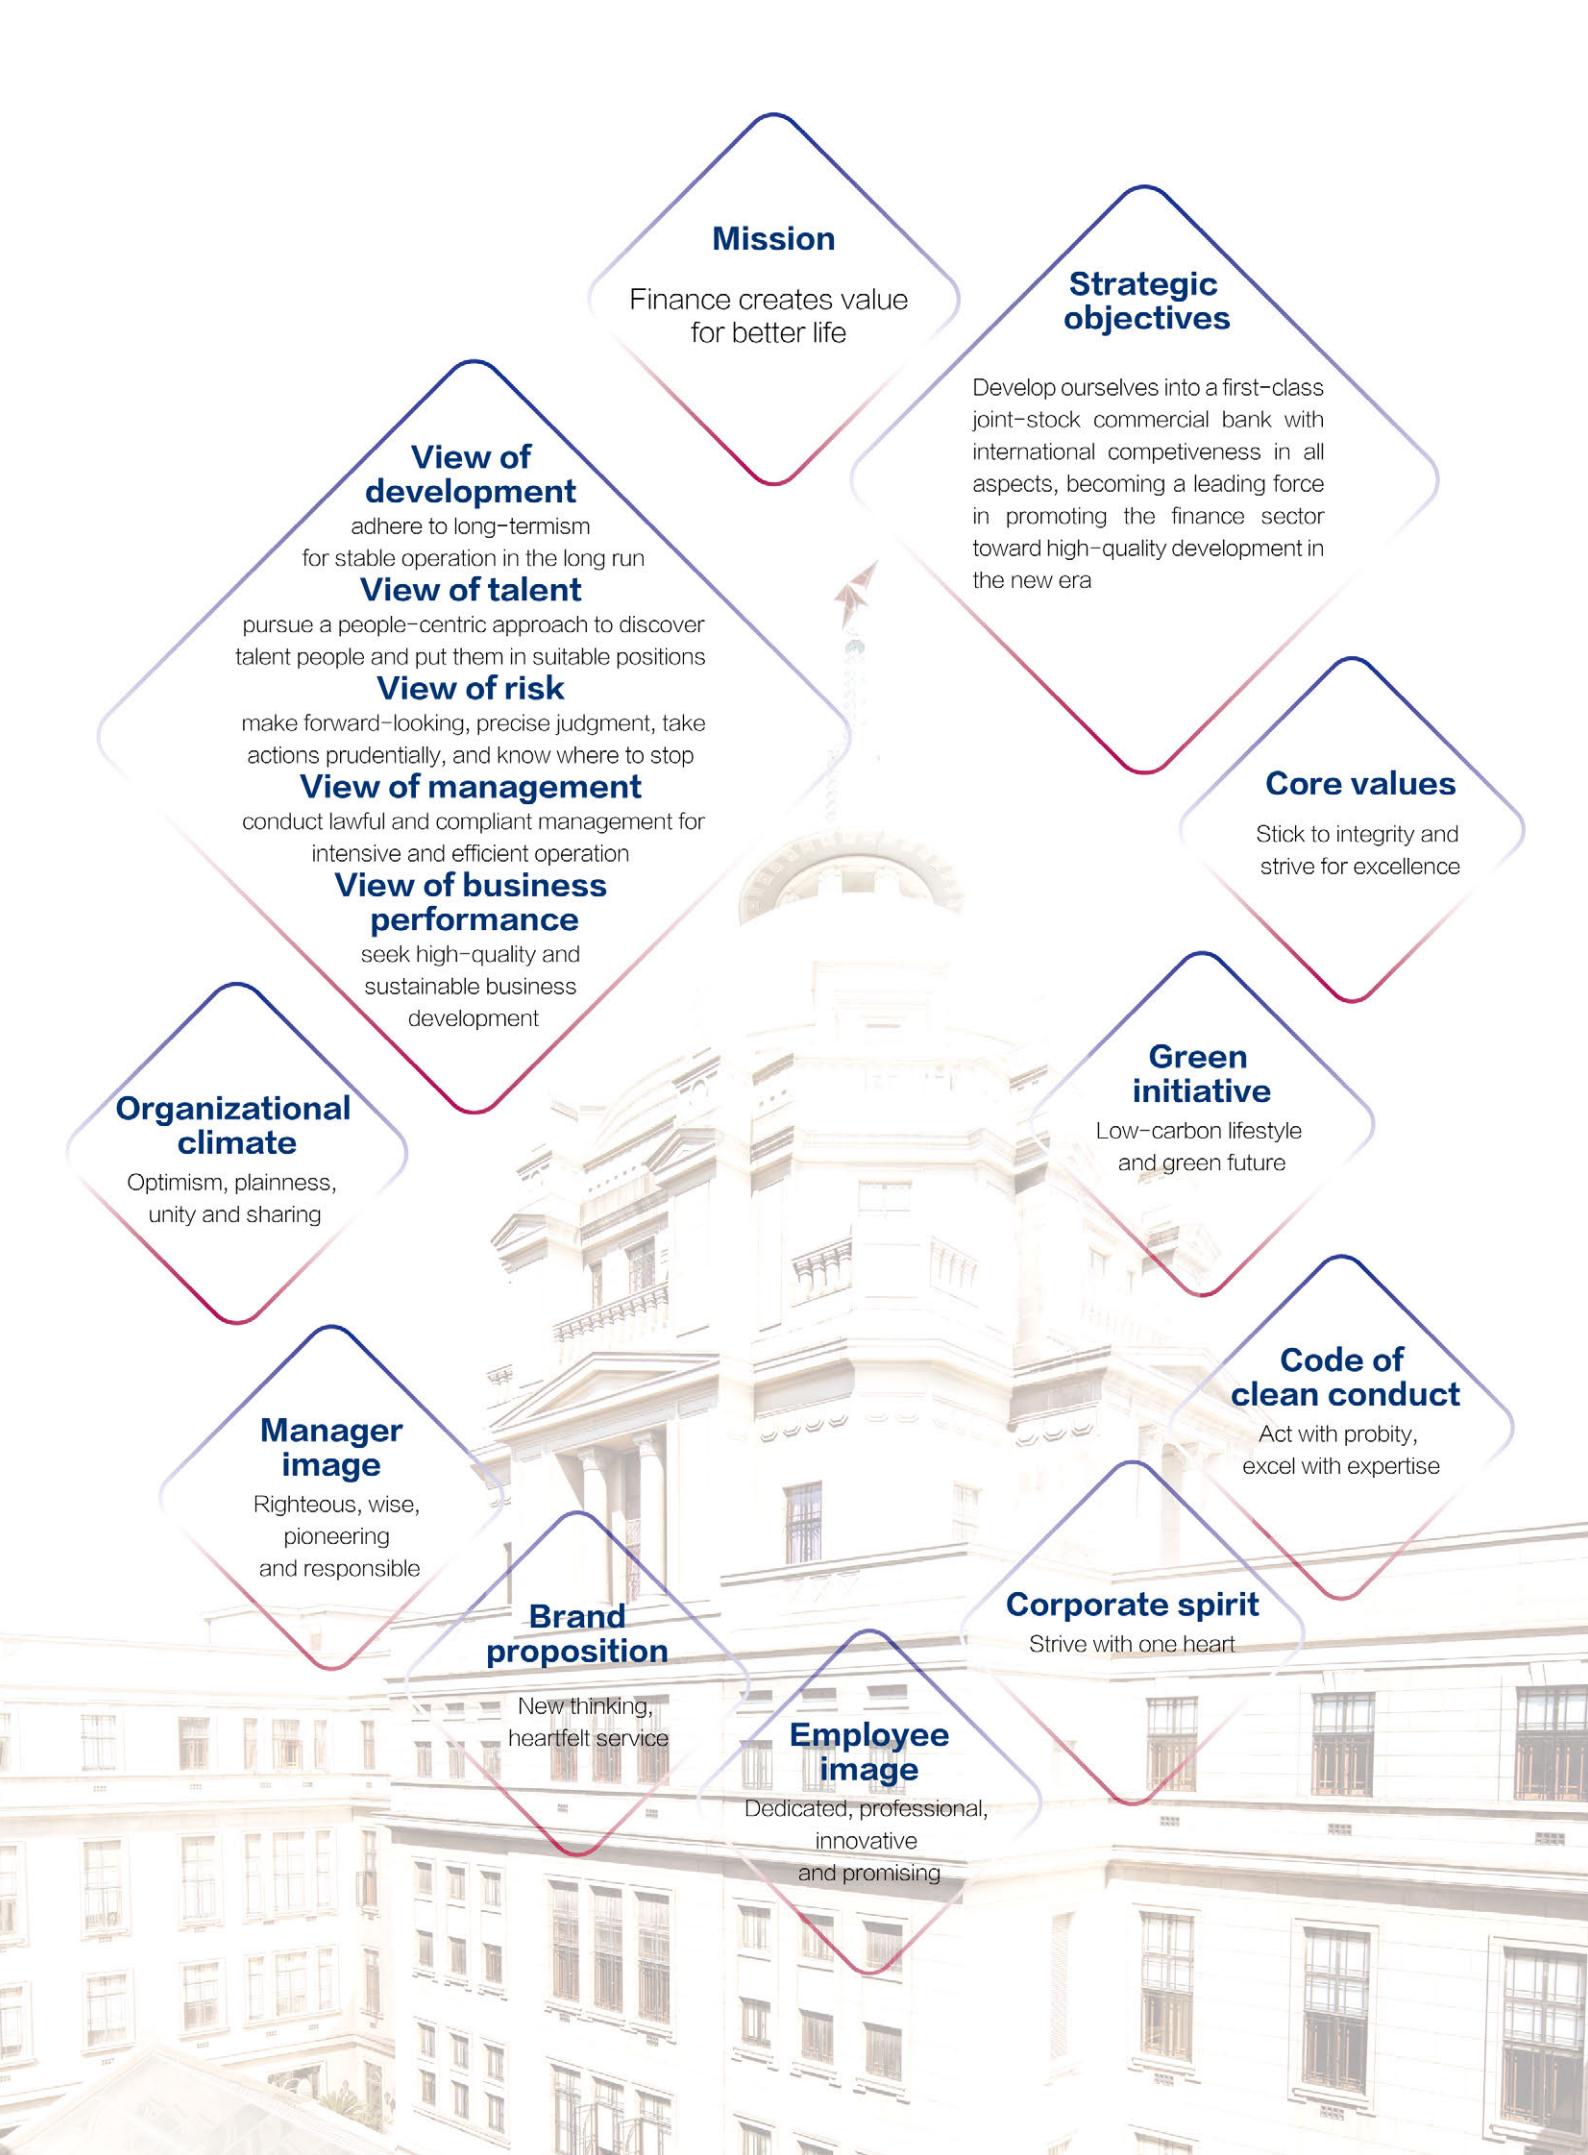 Mission
Finance creates value
for better life
Strategic
objectives
Develop ourselves into a first-class
joint-stock commercial bank with
international competiveness in all
aspects, becoming a leading force
in promoting the finance sector
toward high-quality development in
the new era
View of
development
adhere to long-termism
for stable operation in the long run
View of talent
pursue a people-centric approach to discover
talent people and put them in suitable positions
View of risk
make forward-looking, precise judgment, take
actions prudentially, and know where to stop
View of management
conduct lawful and compliant management for
intensive and efficient operation
View of business
performance
seek high-quality and
sustainable business
development
Core values
Stick to integrity and
strive for excellence
Green
initiative
Low-carbon lifestyle
and green future
Organizational
climate
Optimism, plainness,
unity and sharing
Code of
clean conduct
Act with probity,
excel with expertise
Manager
image
Righteous, wise,
pioneering
and responsible
Corporate spirit
Strive with one heart
Brand
proposition
New thinking,
heartfelt service
Employee
image
Dedicated, professional,
innovative
and promising